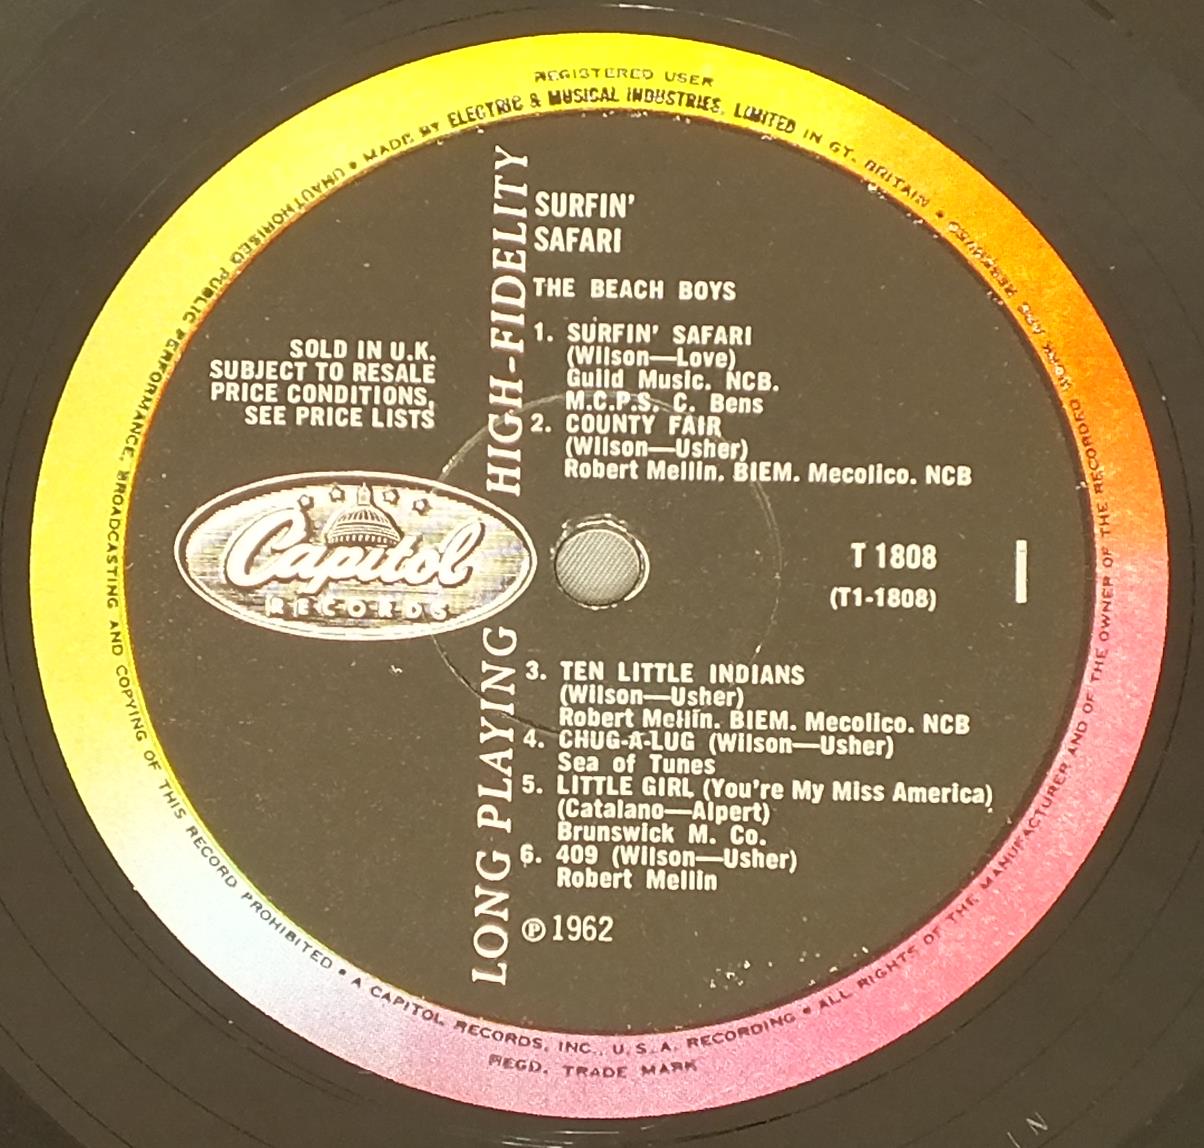 REGISTERED USER
MADE BY ELECTRIC & MUSICAL INDUSTRIES, LIMITED IN GT. BRITAIN •
ALL RIGHTS OF THE MANUFACTURER AND OF THE OWNER OF THE RECORDED WORK ARE RESERVED
UNAUTHORISED PUBLIC PERFORMANCE, BROADCASTING AND COPYING OF THIS RECORD PROHIBITED •
A CAPITOL RECORDS, INC., U.S.A. RECORDING •
REGD. TRADE MARK
LONG PLAYING HIGH-FIDELITY
SURFIN'
SAFARI
THE BEACH BOYS
1. SURFIN' SAFARI
(Wilson—Love)
Guild Music. NCB.
M.C.P.S. C. Bens
2. COUNTY FAIR
(Wilson—Usher)
Robert Mellin. BIEM. Mecolico. NCB
SOLD IN U.K.
SUBJECT TO RESALE
PRICE CONDITIONS,
SEE PRICE LISTS
Capitol
RECORDS
T 1808
(T1-1808)
1
3. TEN LITTLE INDIANS
(Wilson—Usher)
Robert Mellin. BIEM. Mecolico. NCB
4. CHUG-A-LUG (Wilson—Usher)
Sea of Tunes
5. LITTLE GIRL (You're My Miss America)
(Catalano—Alpert)
Brunswick M. Co.
6. 409 (Wilson—Usher)
Robert Mellin
℗ 1962